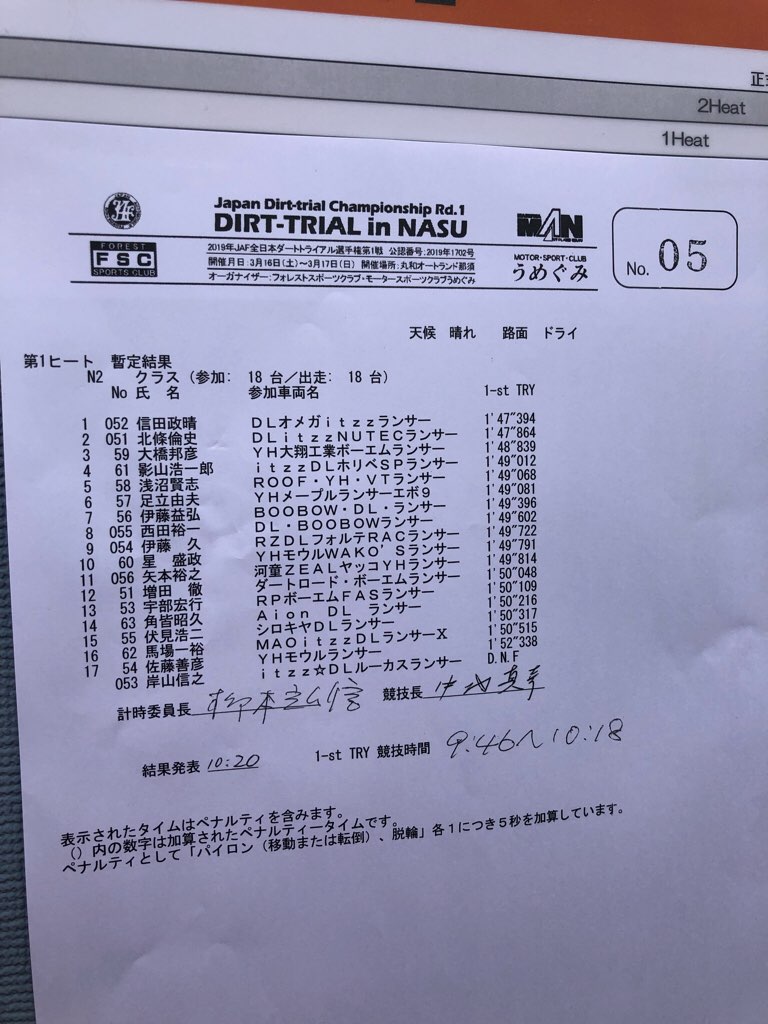 正式
2Heat
1Heat
Japan Dirt-trial Championship Rd.1
DIRT-TRIAL in NASU
2019年JAF全日本ダートトライアル選手権第1戦 公認番号:2019年1702号
開催月日:3月16日(土)~3月17日(日) 開催場所:丸和オートランド那須
オーガナイザー:フォレストスポーツクラブ・モータースポーツクラブうめぐみ
FOREST
FSC
SPORTS CLUB
MAN
MOTOR・SPORT・CLUB
うめぐみ
No. 05
天候 晴れ 路面 ドライ
第1ヒート 暫定結果
N2 クラス (参加: 18 台/出走: 18 台)
No 氏 名 参加車両名 1-st TRY
1 052 信田政晴 DLオメガitzzランサー 1'47"394
2 051 北條倫史 DLitzzNUTECランサー 1'47"864
3 59 大橋邦彦 YH大翔工業ボーエムランサー 1'48"839
4 61 影山浩一郎 itzzDLホリベSPランサー 1'49"012
5 58 浅沼賢志 ROOF・YH・VTランサー 1'49"068
6 57 足立由夫 YHメープルランサーエボ9 1'49"081
7 56 伊藤益弘 BOOBOW・DL・ランサー 1'49"396
8 055 西田裕一 DL・BOOBOWランサー 1'49"602
9 054 伊藤 久 RZDLフォルテRACランサー 1'49"722
10 60 星 盛政 YHモウルWAKO'Sランサー 1'49"791
11 056 矢本裕之 河童ZEALヤッコYHランサー 1'49"814
12 51 増田 徹 ダートロード・ボーエムランサー 1'50"048
13 53 宇部宏行 RPボーエムFASランサー 1'50"109
14 63 角皆昭久 Aion DL ランサー 1'50"216
15 55 伏見浩二 シロキヤDLランサー 1'50"317
16 62 馬場一裕 MAOitzzDLランサーX 1'50"515
17 54 佐藤善彦 YHモウルランサー 1'52"338
053 岸山信之 itzz☆DLルーカスランサー D.N.F
計時委員長 競技長
結果発表 10:20 1-st TRY 競技時間 9:46~10:18
表示されたタイムはペナルティを含みます。
()内の数字は加算されたペナルティータイムです。
ペナルティとして「パイロン(移動または転倒)、脱輪」各1につき5秒を加算しています。